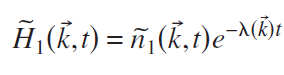 H̃₁(k⃗,t) = ñ₁(k⃗,t)e^{−λ(k⃗)t}